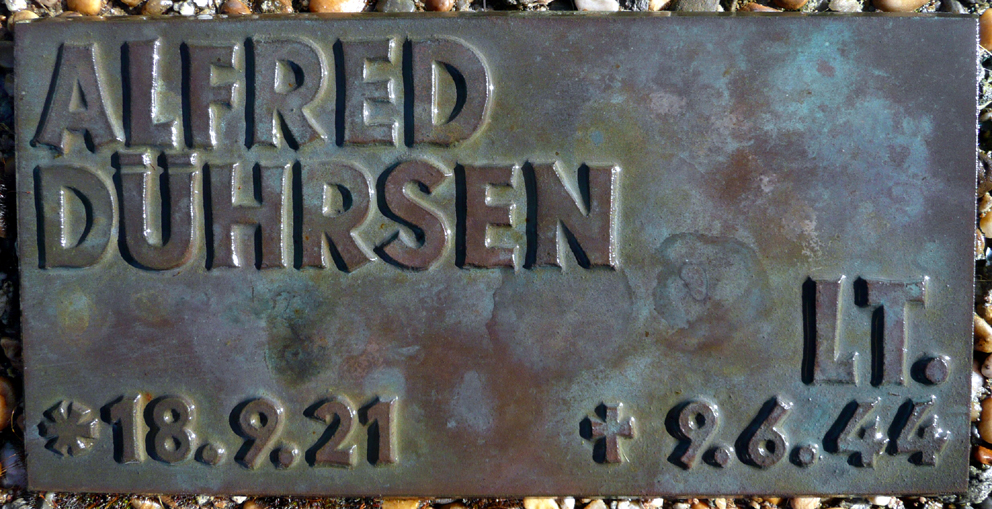 ALFRED
DÜHRSEN
LT.
* 18.9.21 † 9.6.44